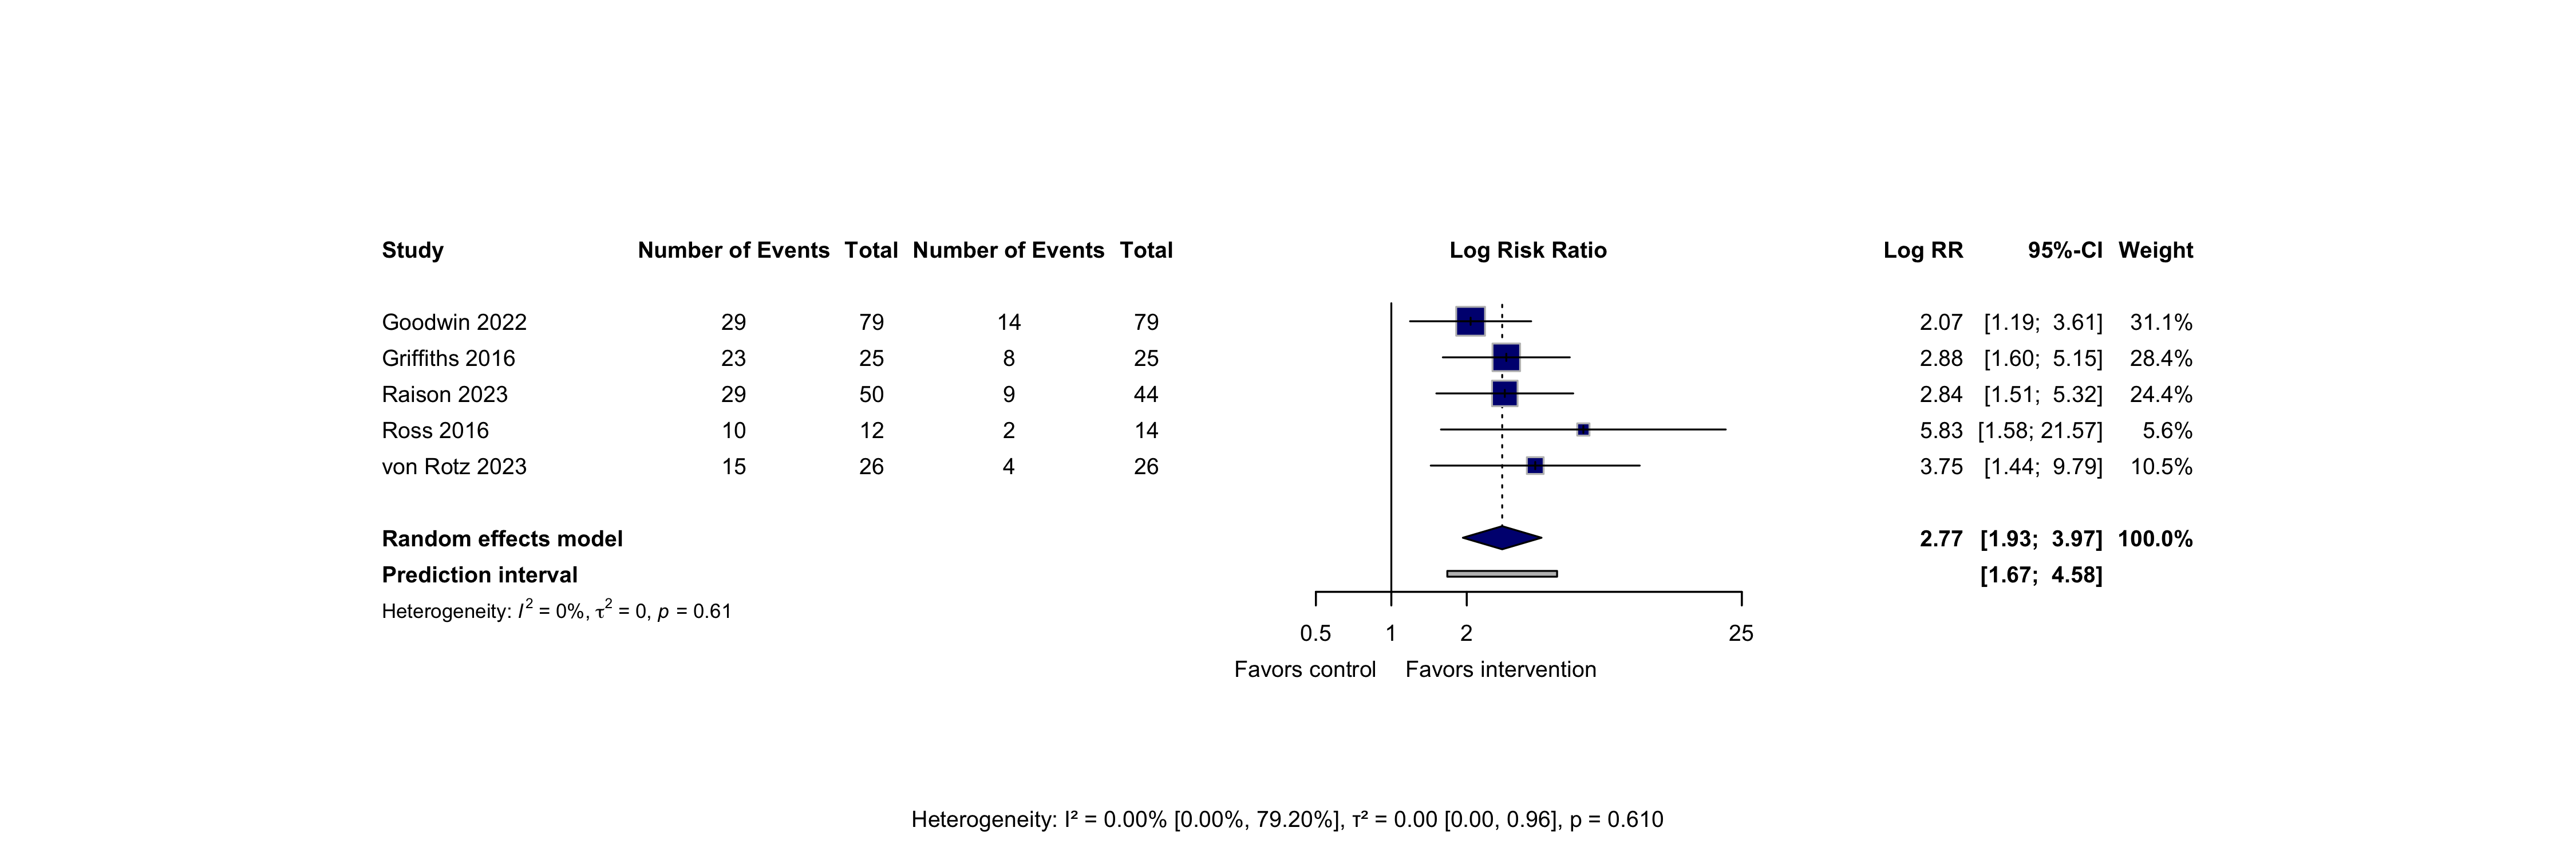 Study Number of Events Total Number of Events Total Log Risk Ratio Log RR 95%-CI Weight
Goodwin 2022 29 79 14 79 2.07 [1.19; 3.61] 31.1%
Griffiths 2016 23 25 8 25 2.88 [1.60; 5.15] 28.4%
Raison 2023 29 50 9 44 2.84 [1.51; 5.32] 24.4%
Ross 2016 10 12 2 14 5.83 [1.58; 21.57] 5.6%
von Rotz 2023 15 26 4 26 3.75 [1.44; 9.79] 10.5%
Random effects model 2.77 [1.93; 3.97] 100.0%
Prediction interval [1.67; 4.58]
Heterogeneity: I² = 0%, τ² = 0, p = 0.61
0.5 1 2 25
Favors control Favors intervention
Heterogeneity: I² = 0.00% [0.00%, 79.20%], τ² = 0.00 [0.00, 0.96], p = 0.610